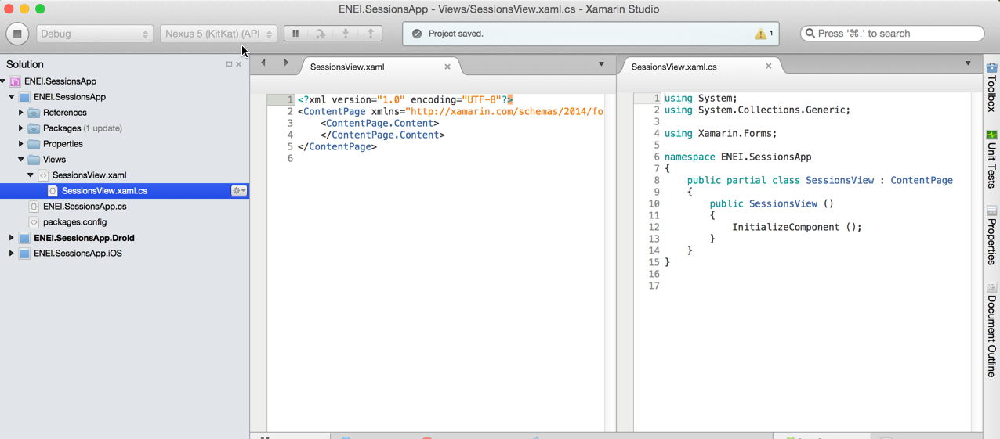 ENEI.SessionsApp - Views/SessionsView.xaml.cs - Xamarin Studio
Debug
Nexus 5 (KitKat) (API
Project saved.
1
Press '⌘.' to search
Solution
ENEI.SessionsApp
ENEI.SessionsApp
References
Packages (1 update)
Properties
Views
SessionsView.xaml
SessionsView.xaml.cs
ENEI.SessionsApp.cs
packages.config
ENEI.SessionsApp.Droid
ENEI.SessionsApp.iOS
SessionsView.xaml
1 <?xml version="1.0" encoding="UTF-8"?>
2 <ContentPage xmlns="http://xamarin.com/schemas/2014/fo
3     <ContentPage.Content>
4     </ContentPage.Content>
5 </ContentPage>
6
SessionsView.xaml.cs
1 using System;
2 using System.Collections.Generic;
3
4 using Xamarin.Forms;
5
6 namespace ENEI.SessionsApp
7 {
8     public partial class SessionsView : ContentPage
9     {
10         public SessionsView ()
11         {
12             InitializeComponent ();
13         }
14     }
15 }
16
17
Toolbox
Unit Tests
Properties
Document Outline